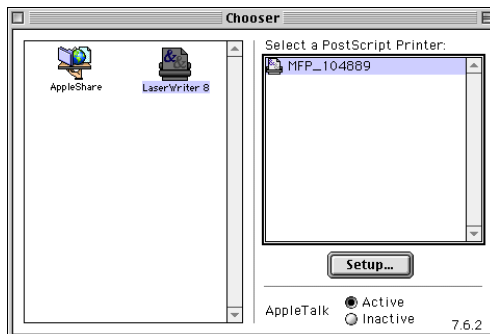 Chooser
Select a PostScript Printer:
AppleShare
LaserWriter 8
MFP_104889
Setup...
AppleTalk
Active
Inactive
7.6.2